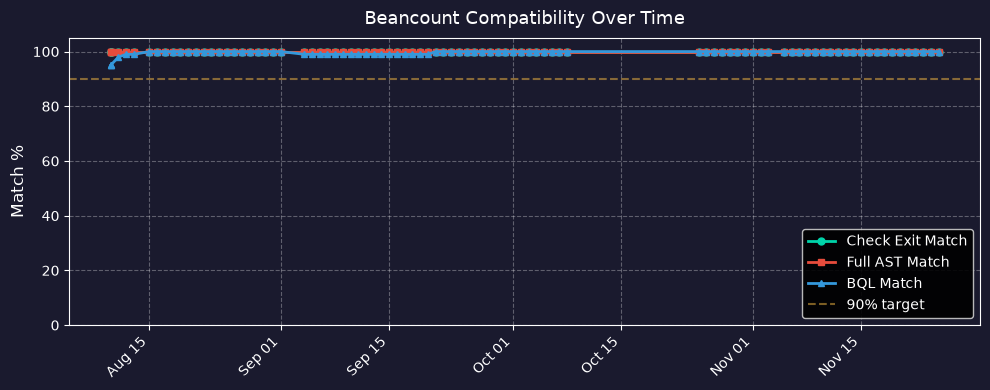 Beancount Compatibility Over Time
Match %
100
80
60
40
20
0
Aug 15
Sep 01
Sep 15
Oct 01
Oct 15
Nov 01
Nov 15
Check Exit Match
Full AST Match
BQL Match
90% target